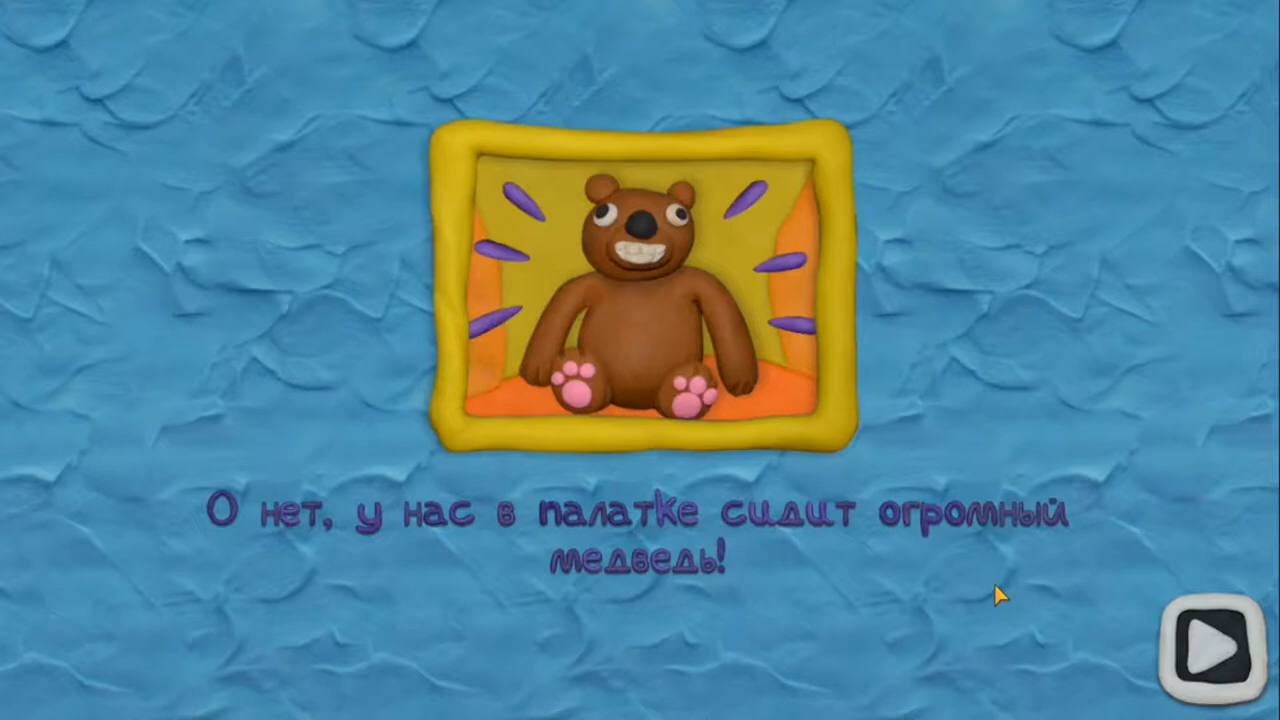 О нет, у нас в палатке сидит огромный
медведь!